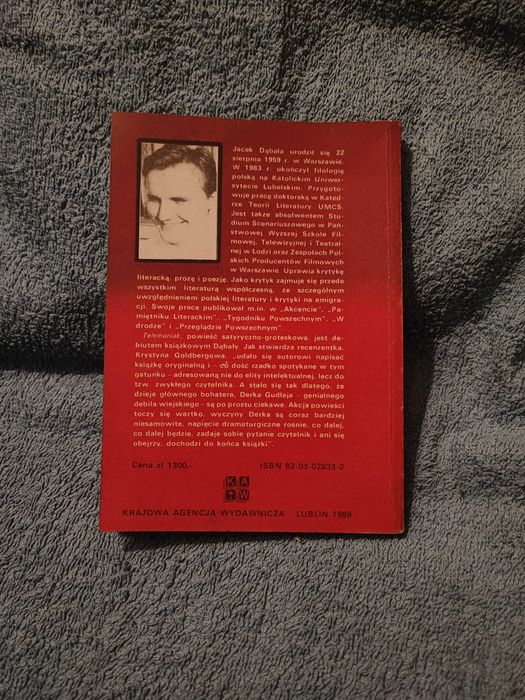 Jacek Dąbała urodził się 22
sierpnia 1959 r. w Warszawie.
W 1983 r. ukończył filologię
polską na Katolickim Uniwer-
sytecie Lubelskim. Przygoto-
wuje pracę doktorską w Kated-
rze Teorii Literatury UMCS.
Jest także absolwentem Stu-
dium Scenariuszowego w Pań-
stwowej Wyższej Szkole Fil-
mowej, Telewizyjnej i Teatral-
nej w Łodzi oraz Zespołach Pol-
skich Producentów Filmowych
w Warszawie. Uprawia krytykę
literacką, prozę i poezję. Jako krytyk zajmuje się przede
wszystkim literaturą współczesną, ze szczególnym
uwzględnieniem polskiej literatury i krytyki na emigra-
cji. Swoje prace publikował m.in. w „Akcencie", „Pa-
miętniku Literackim", „Tygodniku Powszechnym", „W
drodze" i „Przeglądzie Powszechnym"
Telemaniak, powieść satyryczno-groteskowa, jest de-
biutem książkowym Dąbały. Jak stwierdza recenzentka,
Krystyna Goldbergowa, „udało się autorowi napisać
książkę oryginalną i – co dość rzadko spotykane w tym
gatunku – adresowaną nie do elity intelektualnej, lecz do
tzw. zwykłego czytelnika. A stało się tak dlatego, że
dzieje głównego bohatera, Derka Gudłaja – genialnego
debila wiejskiego – są po prostu ciekawe. Akcja powieści
toczy się wartko, wyczyny Derka są coraz bardziej
niesamowite, napięcie dramaturgiczne rośnie, co dalej,
co dalej będzie, zadaje sobie pytanie czytelnik i ani się
obejrzy, dochodzi do końca książki".
Cena zł 1300,- ISBN 83-03-02833-2
K A
W
KRAJOWA AGENCJA WYDAWNICZA · LUBLIN 1989